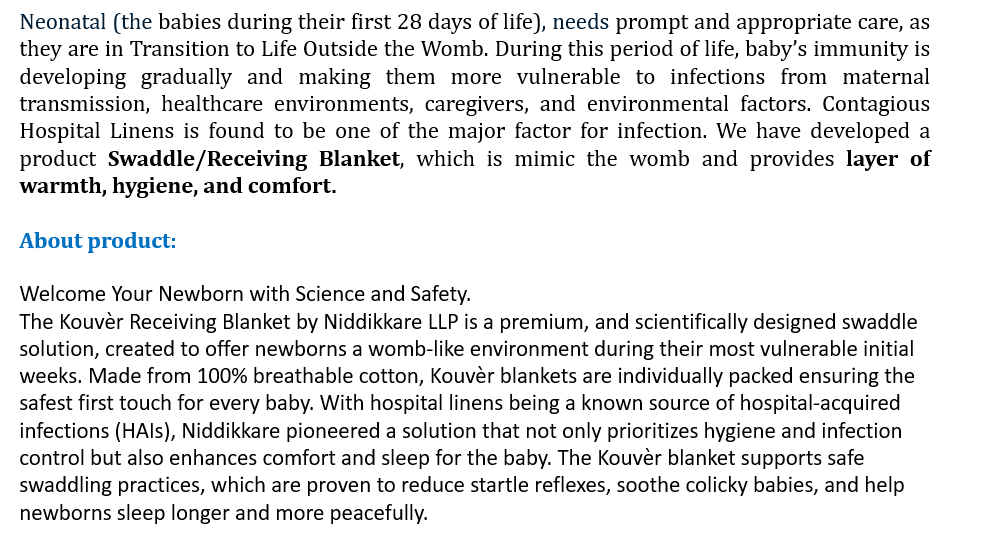 Neonatal (the babies during their first 28 days of life), needs prompt and appropriate care, as
they are in Transition to Life Outside the Womb. During this period of life, baby’s immunity is
developing gradually and making them more vulnerable to infections from maternal
transmission, healthcare environments, caregivers, and environmental factors. Contagious
Hospital Linens is found to be one of the major factor for infection. We have developed a
product Swaddle/Receiving Blanket, which is mimic the womb and provides layer of
warmth, hygiene, and comfort.
About product:
Welcome Your Newborn with Science and Safety.
The Kouvèr Receiving Blanket by Niddikkare LLP is a premium, and scientifically designed swaddle
solution, created to offer newborns a womb-like environment during their most vulnerable initial
weeks. Made from 100% breathable cotton, Kouvèr blankets are individually packed ensuring the
safest first touch for every baby. With hospital linens being a known source of hospital-acquired
infections (HAIs), Niddikkare pioneered a solution that not only prioritizes hygiene and infection
control but also enhances comfort and sleep for the baby. The Kouvèr blanket supports safe
swaddling practices, which are proven to reduce startle reflexes, soothe colicky babies, and help
newborns sleep longer and more peacefully.